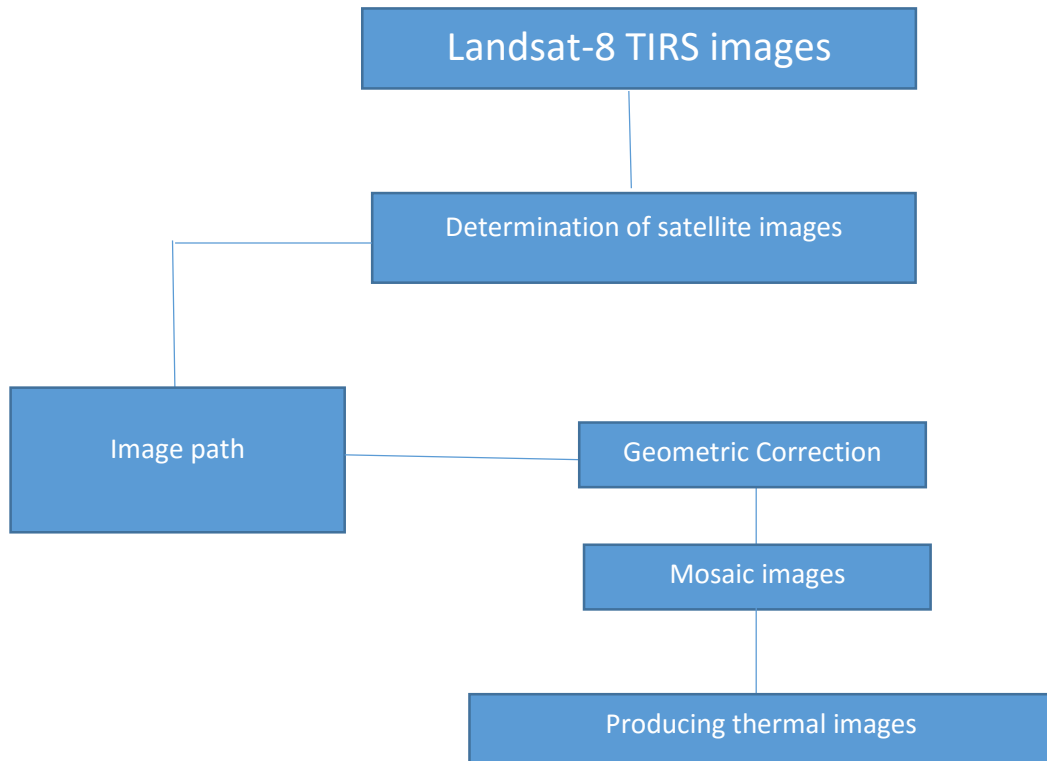 Landsat-8 TIRS images
Determination of satellite images
Image path
Geometric Correction
Mosaic images
Producing thermal images